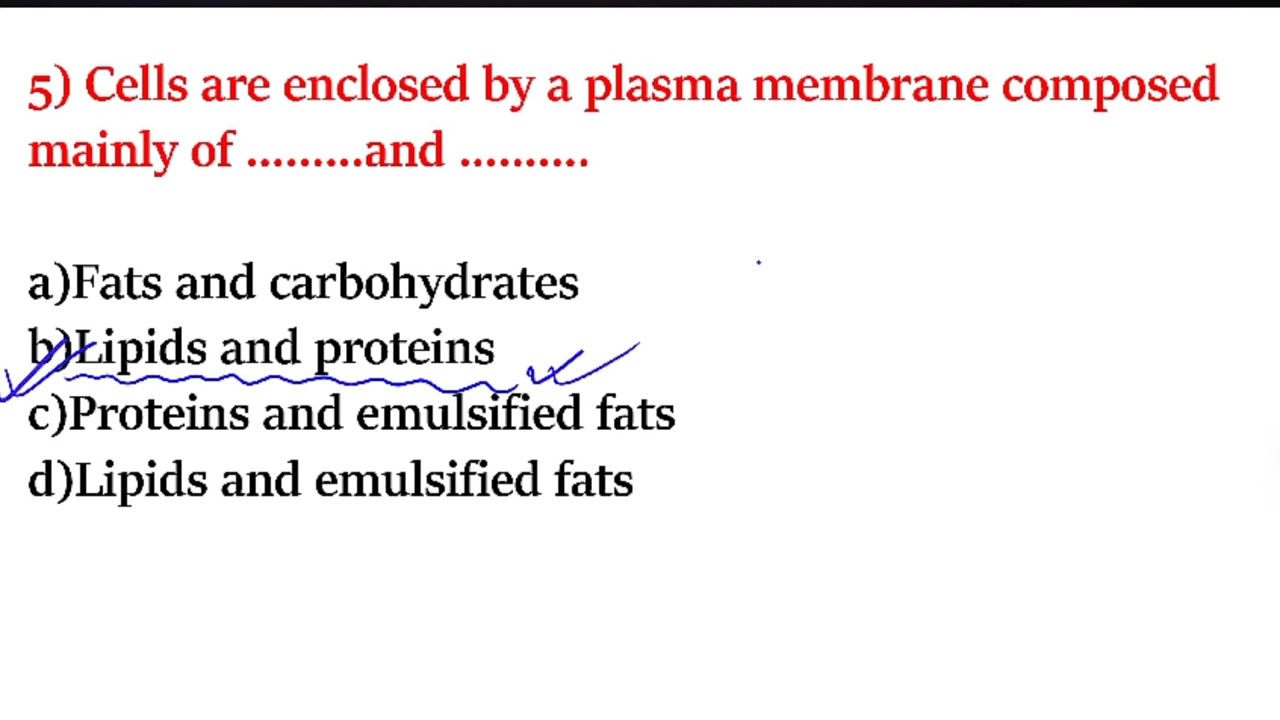 5) Cells are enclosed by a plasma membrane composed
mainly of .........and ..........
a)Fats and carbohydrates
b)Lipids and proteins
c)Proteins and emulsified fats
d)Lipids and emulsified fats